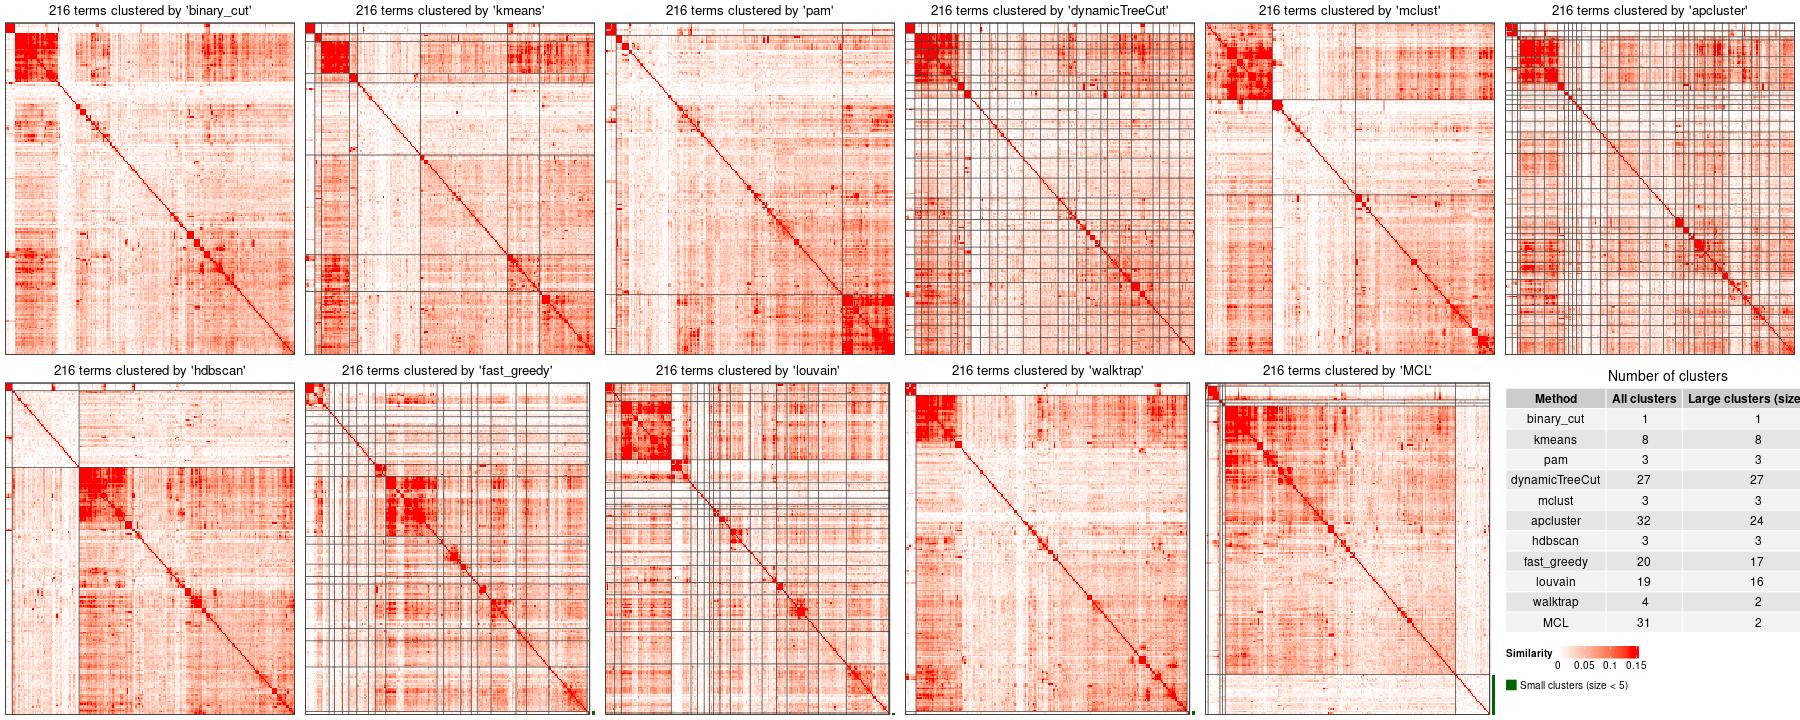 216 terms clustered by 'binary_cut'
216 terms clustered by 'kmeans'
216 terms clustered by 'pam'
216 terms clustered by 'dynamicTreeCut'
216 terms clustered by 'mclust'
216 terms clustered by 'apcluster'
216 terms clustered by 'hdbscan'
216 terms clustered by 'fast_greedy'
216 terms clustered by 'louvain'
216 terms clustered by 'walktrap'
216 terms clustered by 'MCL'
Number of clusters
Method All clusters Large clusters (size
binary_cut 1 1
kmeans 8 8
pam 3 3
dynamicTreeCut 27 27
mclust 3 3
apcluster 32 24
hdbscan 3 3
fast_greedy 20 17
louvain 19 16
walktrap 4 2
MCL 31 2
Similarity
0 0.05 0.1 0.15
Small clusters (size < 5)